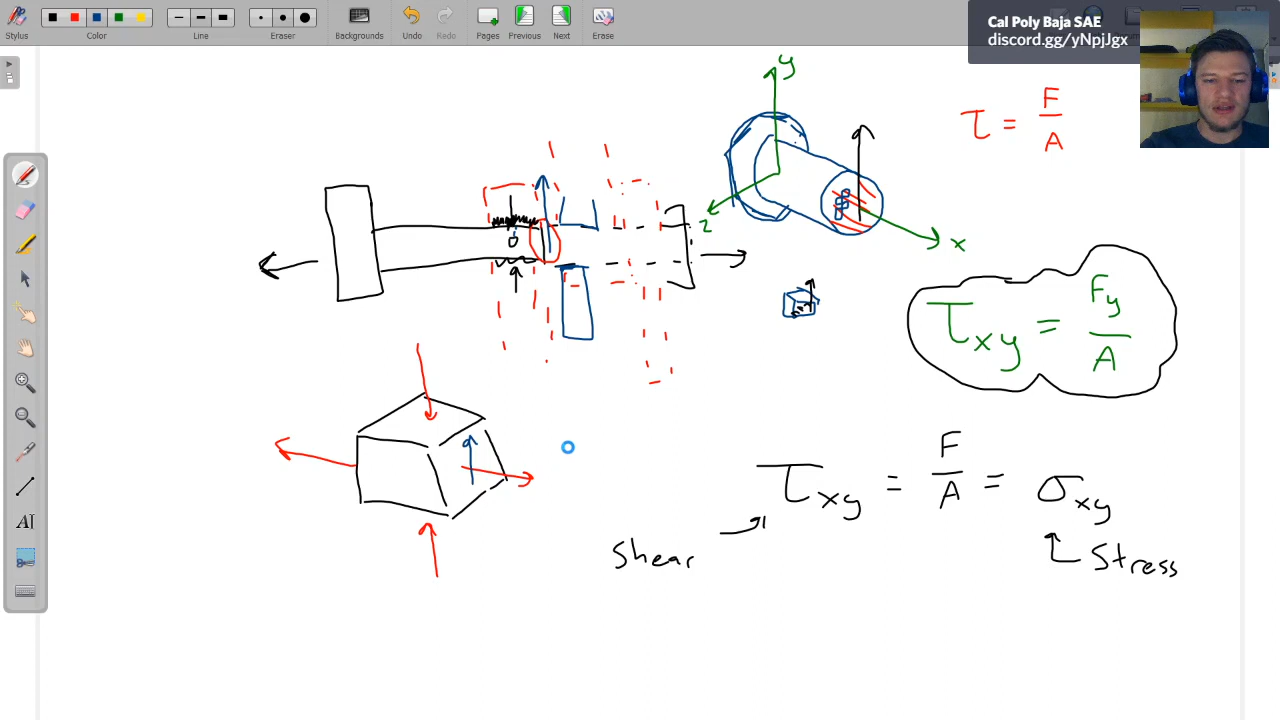 Stylus
Color
Line
Eraser
Backgrounds
Undo
Redo
Pages
Previous
Next
Erase
Cal Poly Baja SAE
discord.gg/yNpjJgx
y
z
x
τ = F/A
τxy = Fy/A
τxy = F/A = σxy
Shear
Stress